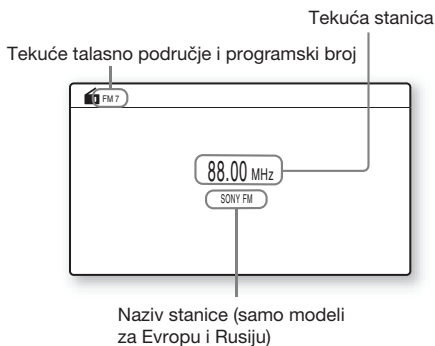 Tekuća stanica
Tekuće talasno područje i programski broj
FM 7
88.00 MHz
SONY FM
Naziv stanice (samo modeli
za Evropu i Rusiju)